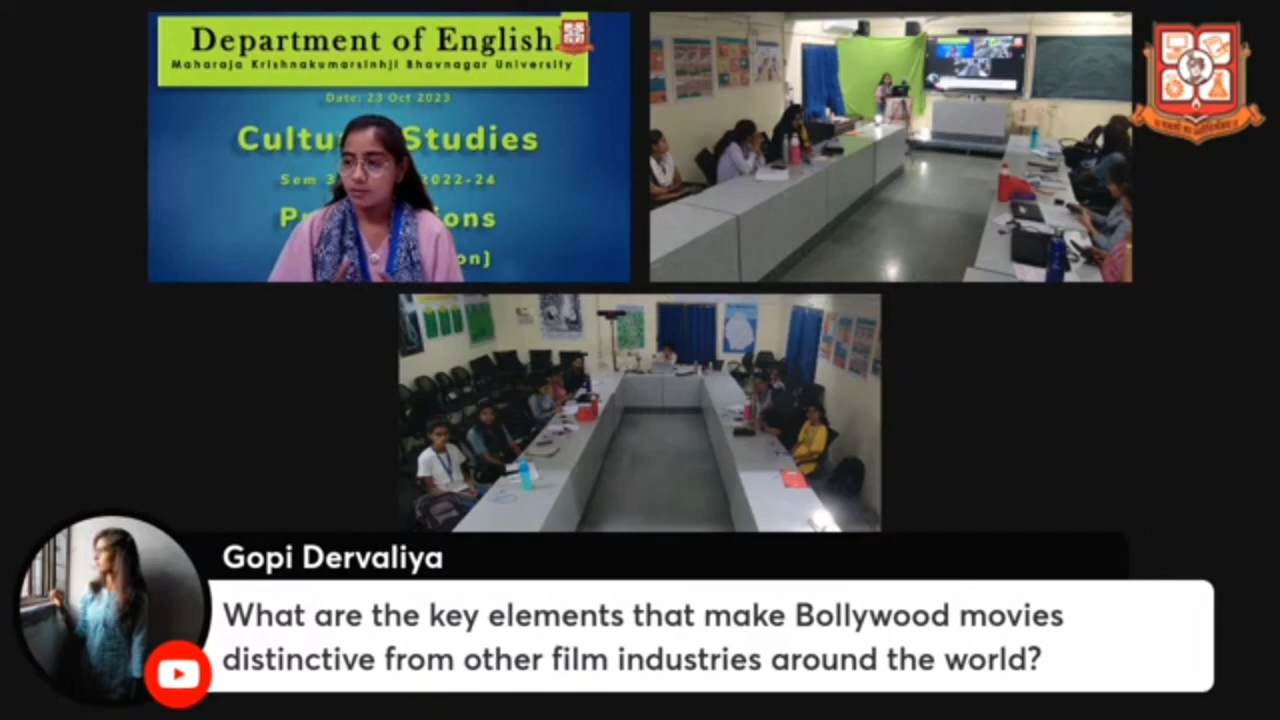 Department of English
Maharaja Krishnakumarsinhji Bhavnagar University
Date: 23 Oct 2023
Studies
Sem 3
2022-24
Gopi Dervaliya
What are the key elements that make Bollywood movies
distinctive from other film industries around the world?